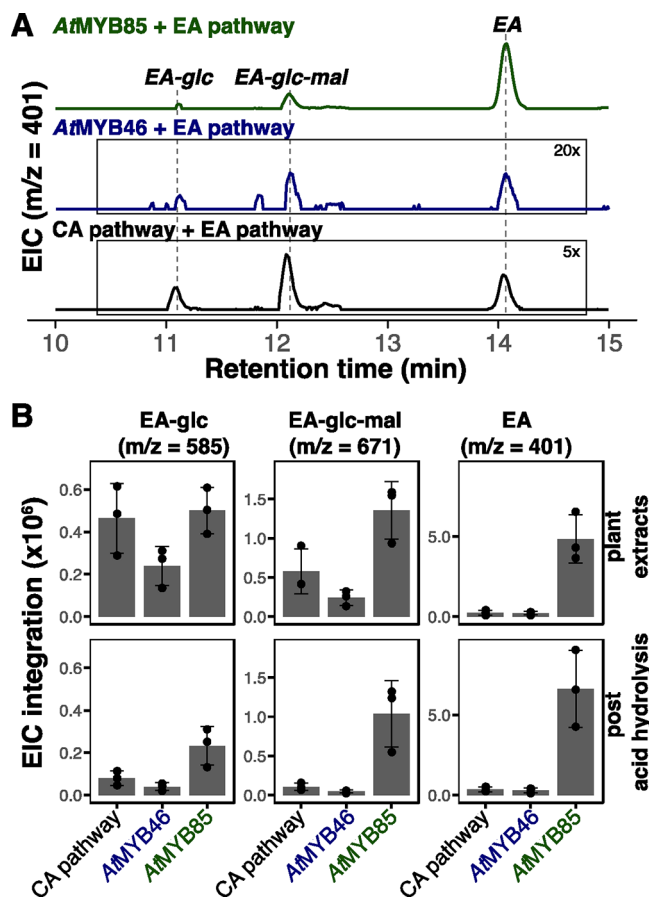 A
AtMYB85 + EA pathway
EA
EA-glc
EA-glc-mal
AtMYB46 + EA pathway
20x
CA pathway + EA pathway
5x
EIC (m/z = 401)
10 11 12 13 14 15
Retention time (min)
B
EA-glc
(m/z = 585)
EA-glc-mal
(m/z = 671)
EA
(m/z = 401)
EIC integration (x10⁶)
0.6
0.4
0.2
0.0
1.5
1.0
0.5
0.0
5.0
0.0
plant
extracts
0.6
0.4
0.2
0.0
1.5
1.0
0.5
0.0
5.0
0.0
post
acid hydrolysis
CA pathway
AtMYB46
AtMYB85
CA pathway
AtMYB46
AtMYB85
CA pathway
AtMYB46
AtMYB85